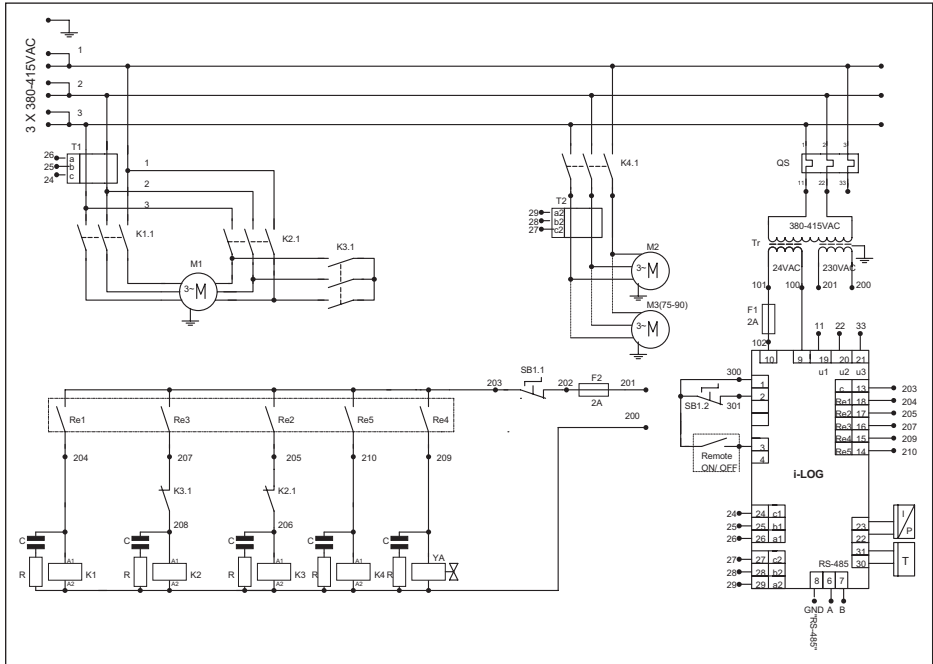 3 X 380-415VAC
1
2
3
T1
26 a
25 b
24 c
1
2
3
K1.1
K2.1
K3.1
M1
3~ M
K4.1
T2
29 a2
28 b2
27 c2
M2
3~ M
M3(75-90)
3~ M
1 2 3
QS
11 22 33
380-415VAC
Tr
24VAC 230VAC
101 100 201 200
F1
2A
102
11 22 33
10 9 19 20 21
u1 u2 u3
300
1
2
SB1.2 301
3
4
Remote
ON/ OFF
c 13 203
Re1 18 204
Re2 17 205
Re3 16 207
Re4 15 209
Re5 14 210
i-LOG
24 24 c1
25 25 b1
26 26 a1
27 27 c2
28 28 b2
29 29 a2
23
22
31
30
I/P
T
RS-485
8 6 7
GND A B
"RS-485"
SB1.1
203 202 F2 201
2A
200
Re1 Re3 Re2 Re5 Re4
204 207 205 210 209
K3.1 K2.1
208 206
C C C C C YA
R A1 R A1 R A1 R A1 R
K1 K2 K3 K4
A2 A2 A2 A2